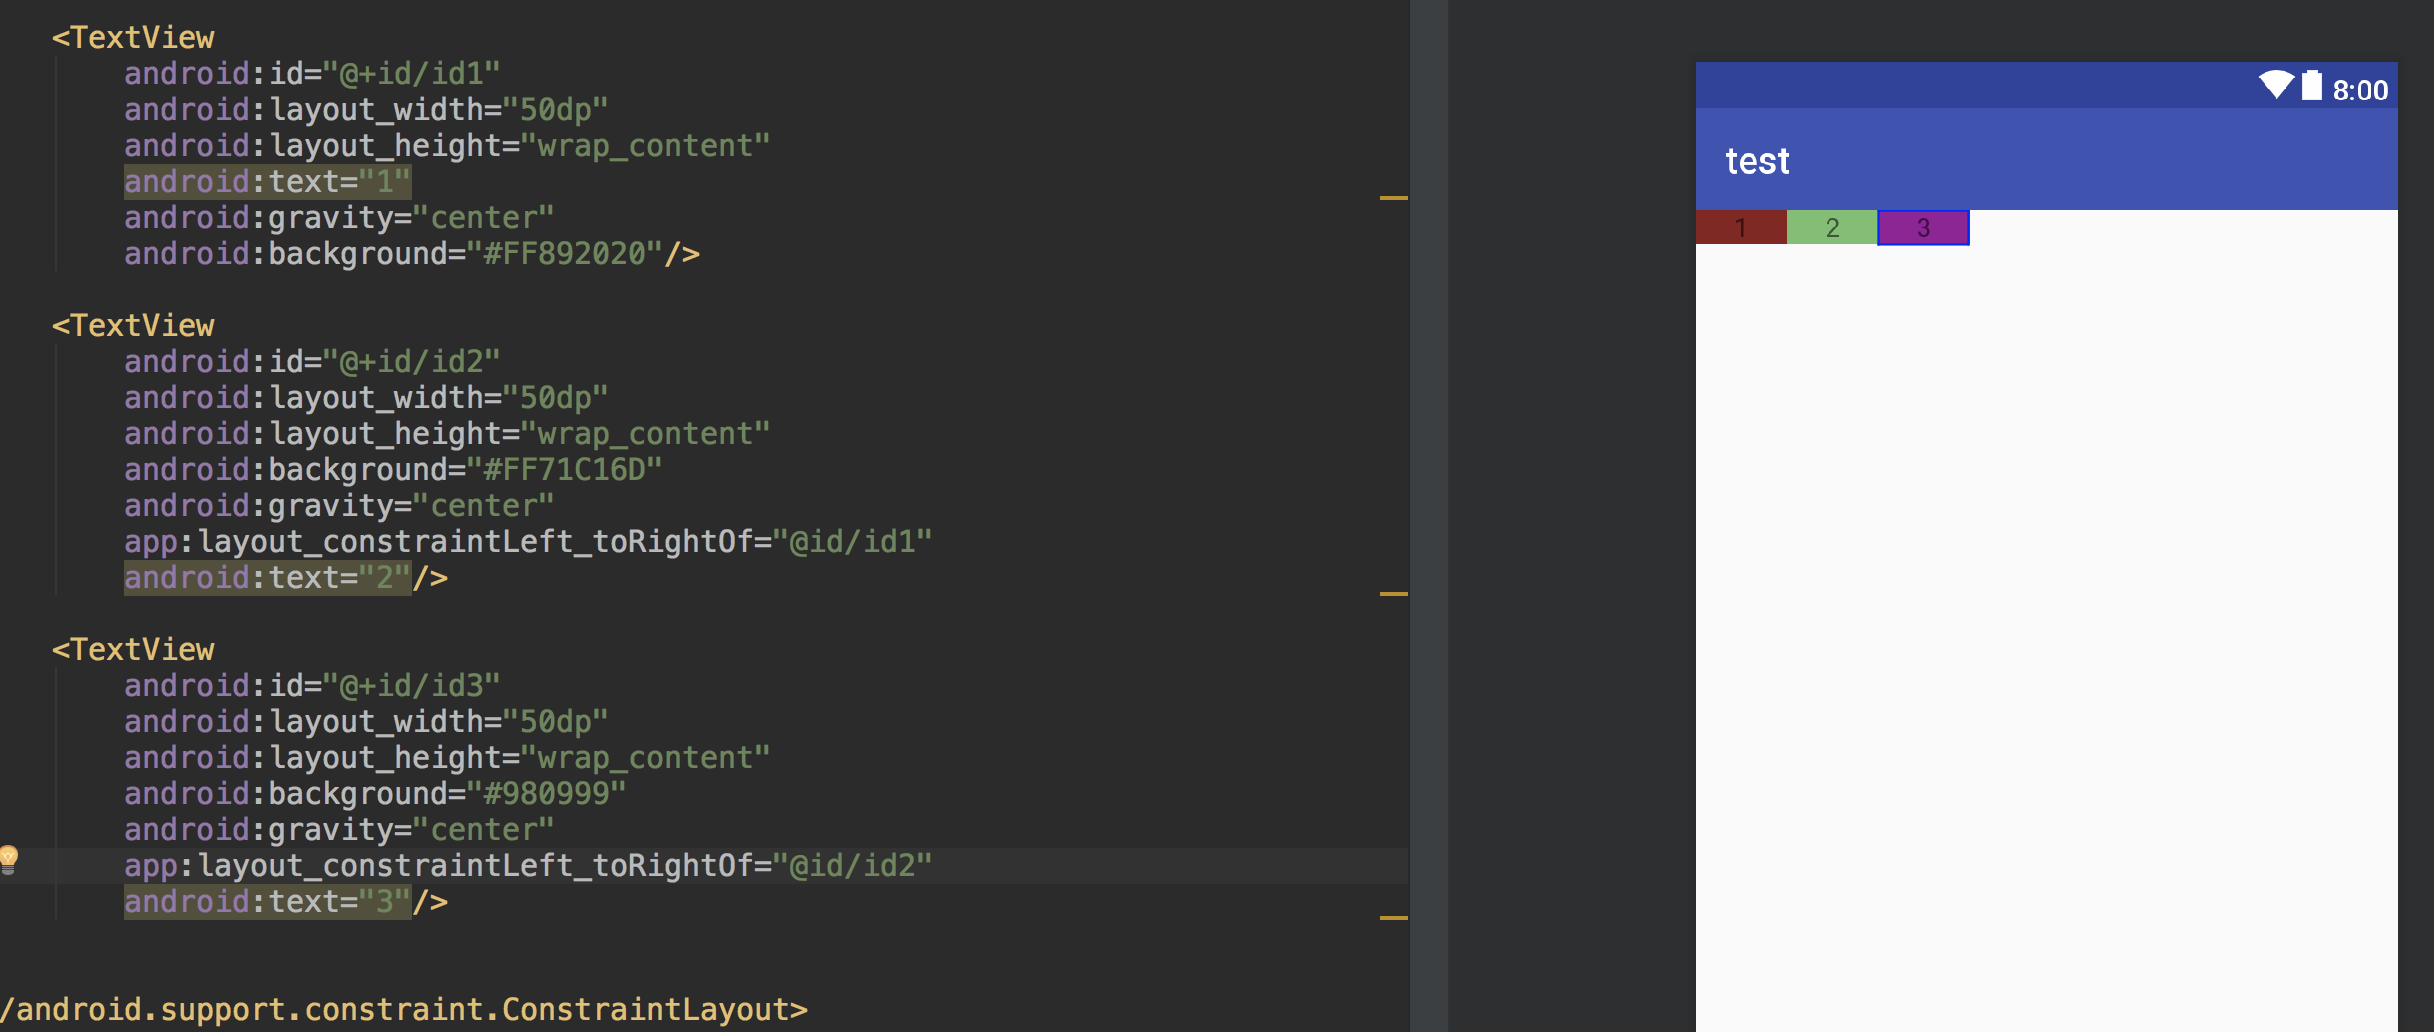 <TextView
android:id="@+id/id1"
android:layout_width="50dp"
android:layout_height="wrap_content"
android:text="1"
android:gravity="center"
android:background="#FF892020"/>
<TextView
android:id="@+id/id2"
android:layout_width="50dp"
android:layout_height="wrap_content"
android:background="#FF71C16D"
android:gravity="center"
app:layout_constraintLeft_toRightOf="@id/id1"
android:text="2"/>
<TextView
android:id="@+id/id3"
android:layout_width="50dp"
android:layout_height="wrap_content"
android:background="#980999"
android:gravity="center"
app:layout_constraintLeft_toRightOf="@id/id2"
android:text="3"/>
/android.support.constraint.ConstraintLayout>
8:00
test
1 2 3